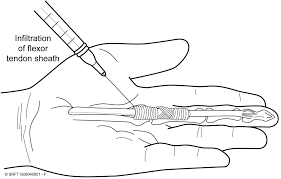 Infiltration
of flexor
tendon sheath